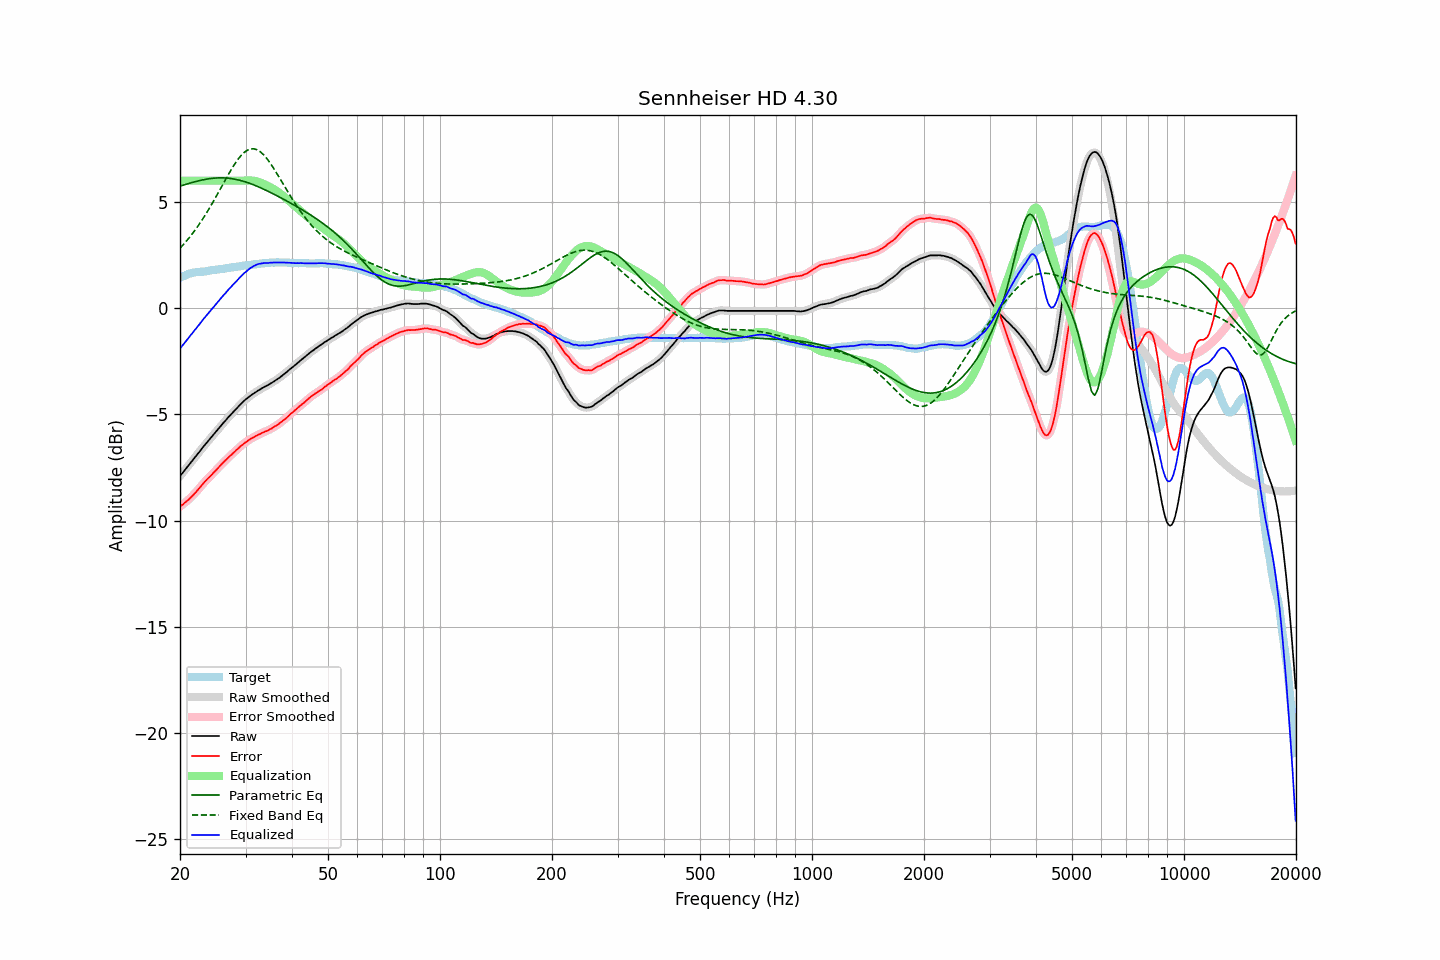 Sennheiser HD 4.30
Amplitude (dBr)
5
0
−5
−10
−15
−20
−25
Target
Raw Smoothed
Error Smoothed
Raw
Error
Equalization
Parametric Eq
Fixed Band Eq
Equalized
20 50 100 200 500 1000 2000 5000 10000 20000
Frequency (Hz)